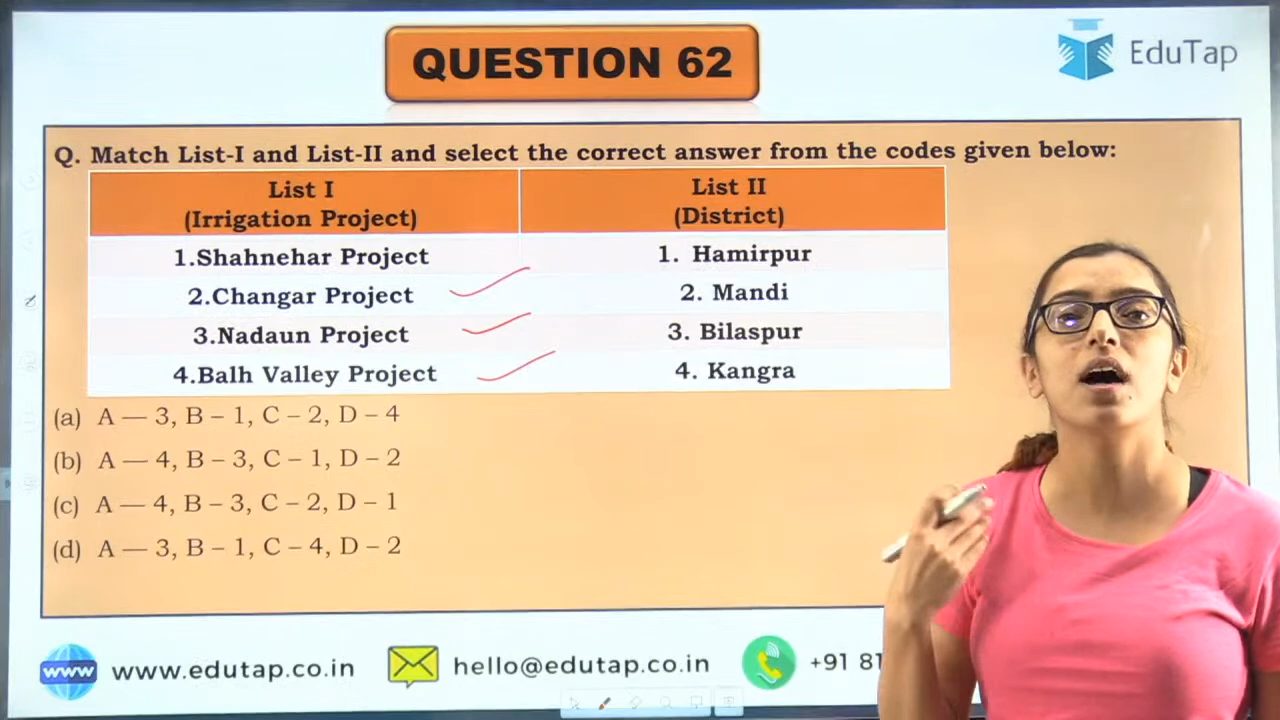 QUESTION 62
EduTap
Q. Match List-I and List-II and select the correct answer from the codes given below:
List I
(Irrigation Project)
List II
(District)
1.Shahnehar Project
1. Hamirpur
2.Changar Project
2. Mandi
3.Nadaun Project
3. Bilaspur
4.Balh Valley Project
4. Kangra
(a) A — 3, B – 1, C – 2, D – 4
(b) A — 4, B – 3, C – 1, D – 2
(c) A — 4, B – 3, C – 2, D – 1
(d) A — 3, B – 1, C – 4, D – 2
www
www.edutap.co.in
hello@edutap.co.in
+91 81